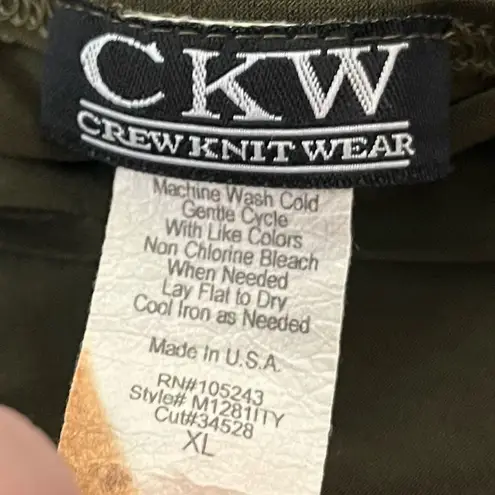 CKW
CREW KNIT WEAR
Machine Wash Cold
Gentle Cycle
With Like Colors
Non Chlorine Bleach
When Needed
Lay Flat to Dry
Cool Iron as Needed
Made in U.S.A.
RN#105243
Style# M1281ITY
Cut#34528
XL